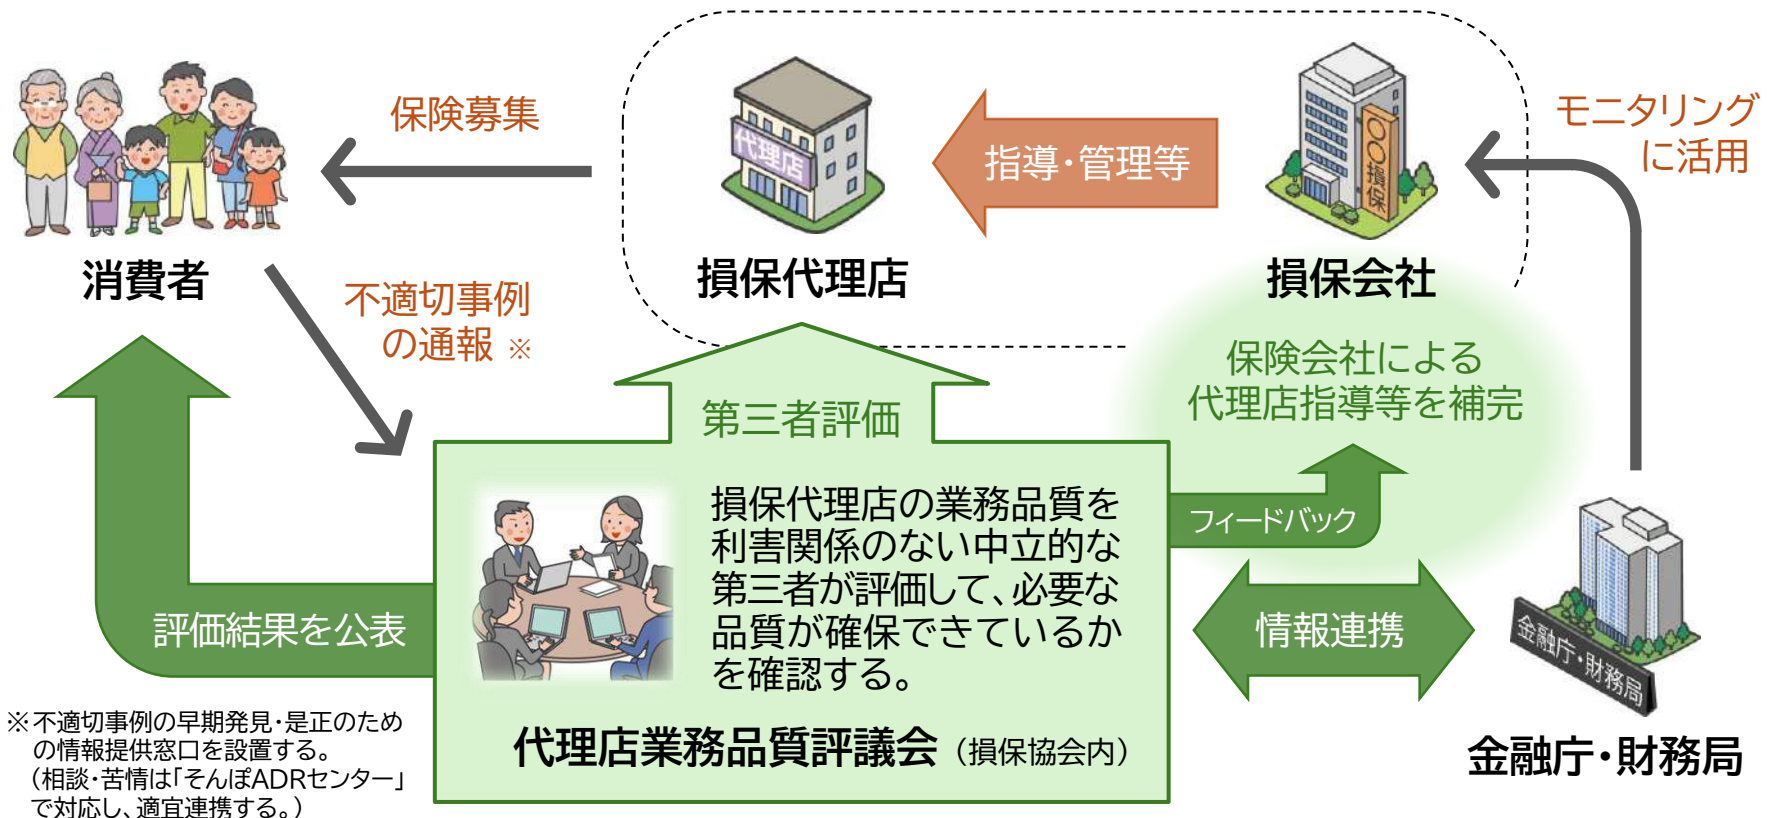 保険募集
代理店
指導・管理等
〇〇損保
モニタリング
に活用
消費者
損保代理店
損保会社
不適切事例
の通報 ※
保険会社による
代理店指導等を補完
第三者評価
損保代理店の業務品質を
利害関係のない中立的な
第三者が評価して、必要な
品質が確保できているか
を確認する。
フィードバック
評価結果を公表
情報連携
金融庁・財務局
代理店業務品質評議会（損保協会内）
金融庁・財務局
※不適切事例の早期発見・是正のため
の情報提供窓口を設置する。
（相談・苦情は「そんぽADRセンター」
で対応し、適宜連携する。）